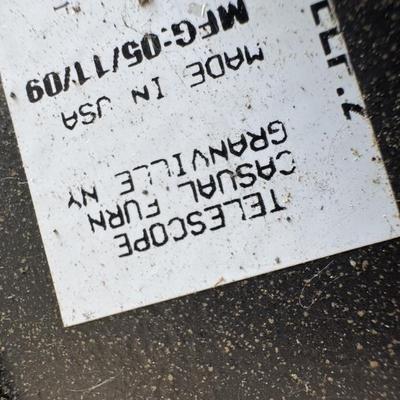 TELESCOPE
CASUAL FURN
GRANVILLE NY
MADE IN USA
MFG:05/11/09